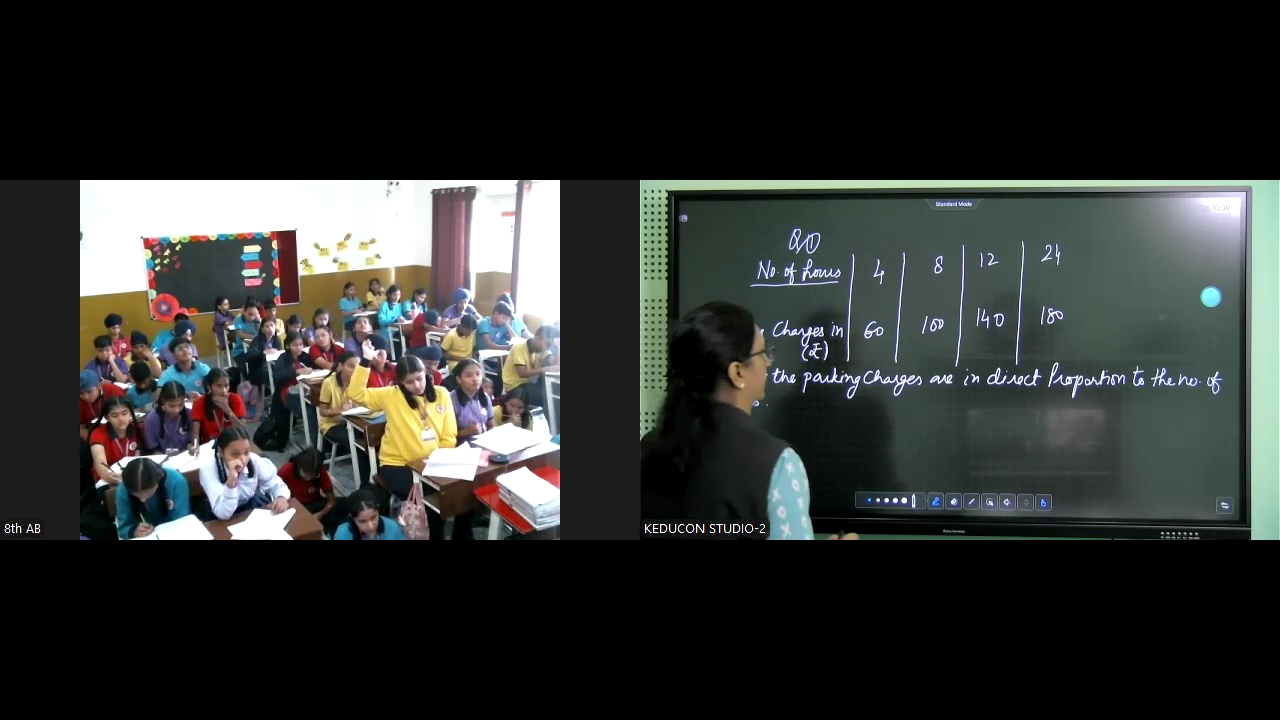 Standard Mode
Q1)
No. of hours 4 8 12 24
Charges in (₹) 60 100 140 180
the parking Charges are in direct Proportion to the no. of
8th AB
KEDUCON STUDIO-2